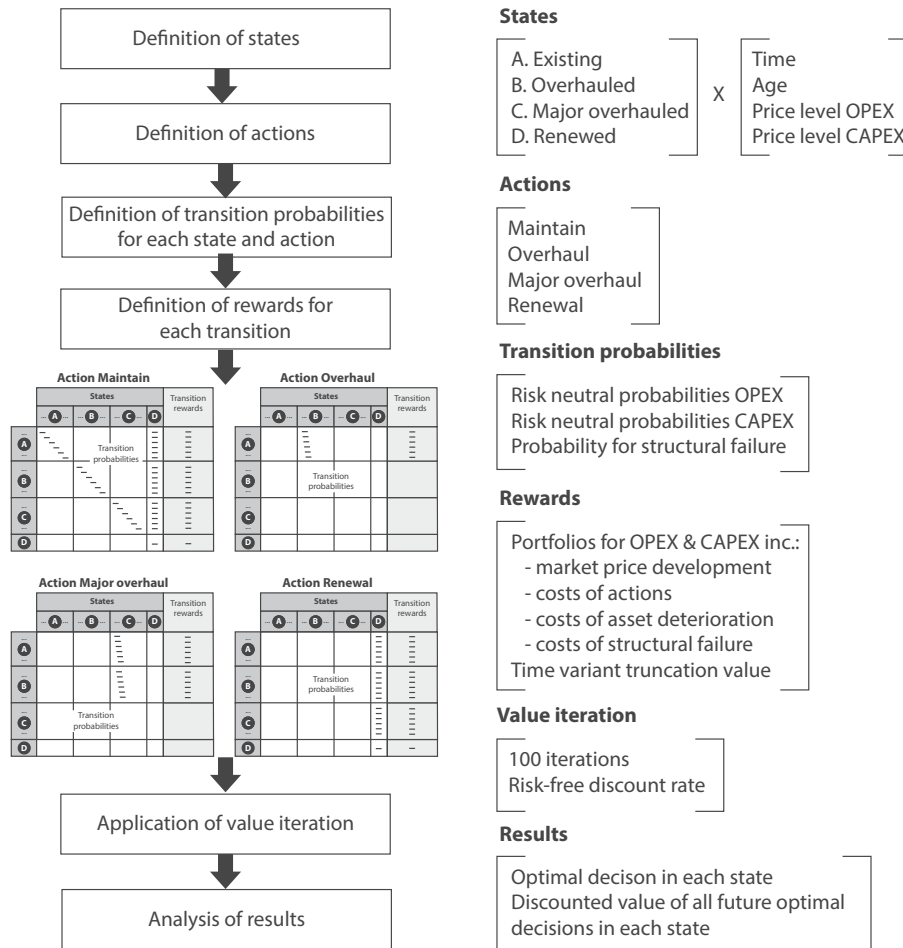 Definition of states
Definition of actions
Definition of transition probabilities
for each state and action
Definition of rewards for
each transition
Action Maintain
States
Transition
rewards
... A ...
... B ...
... C ...
D
... A ...
... B ...
... C ...
D
Transition
probabilities
Action Overhaul
States
Transition
rewards
... A ...
... B ...
... C ...
D
... A ...
... B ...
... C ...
D
Transition
probabilities
Action Major overhaul
States
Transition
rewards
... A ...
... B ...
... C ...
D
... A ...
... B ...
... C ...
D
Transition
probabilities
Action Renewal
States
Transition
rewards
... A ...
... B ...
... C ...
D
... A ...
... B ...
... C ...
D
Transition
probabilities
Application of value iteration
Analysis of results
States
A. Existing
B. Overhauled
C. Major overhauled
D. Renewed
X
Time
Age
Price level OPEX
Price level CAPEX
Actions
Maintain
Overhaul
Major overhaul
Renewal
Transition probabilities
Risk neutral probabilities OPEX
Risk neutral probabilities CAPEX
Probability for structural failure
Rewards
Portfolios for OPEX & CAPEX inc.:
- market price development
- costs of actions
- costs of asset deterioration
- costs of structural failure
Time variant truncation value
Value iteration
100 iterations
Risk-free discount rate
Results
Optimal decison in each state
Discounted value of all future optimal
decisions in each state